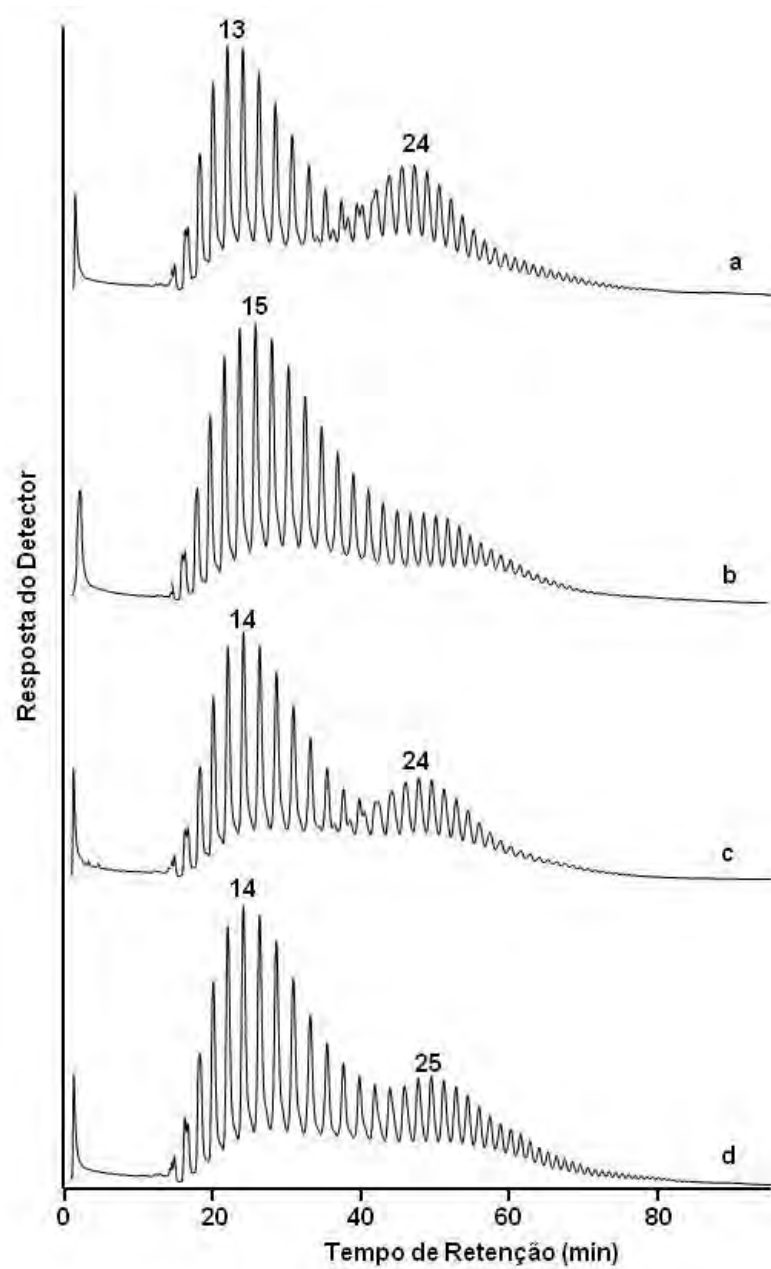 13
24
a
15
b
14
24
c
14
25
d
Resposta do Detector
0 20 40 60 80
Tempo de Retenção (min)